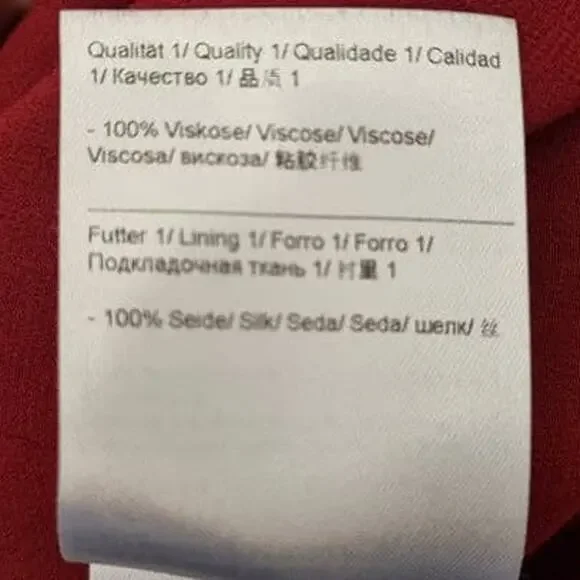 Qualität 1/ Quality 1/ Qualidade 1/ Calidad
1/ Качество 1/ 品质 1
- 100% Viskose/ Viscose/ Viscose/
Viscosa/ вискоза/ 粘胶纤维
Futter 1/ Lining 1/ Forro 1/ Forro 1/
Подкладочная ткань 1/ 衬里 1
- 100% Seide/ Silk/ Seda/ Seda/ шелк/ 丝